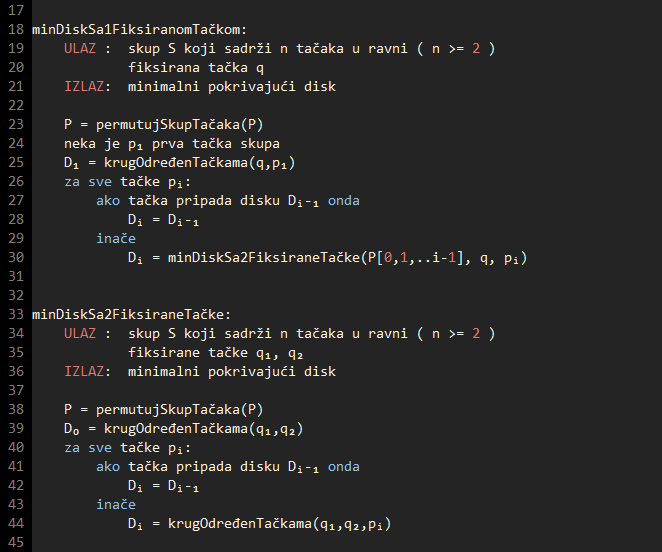 17
18 minDiskSa1FiksiranomTačkom:
19     ULAZ :  skup S koji sadrži n tačaka u ravni ( n >= 2 )
20             fiksirana tačka q
21     IZLAZ:  minimalni pokrivajući disk
22
23     P = permutujSkupTačaka(P)
24     neka je p₁ prva tačka skupa
25     D₁ = krugOdređenTačkama(q,p₁)
26     za sve tačke pᵢ:
27         ako tačka pripada disku Dᵢ₋₁ onda
28             Dᵢ = Dᵢ₋₁
29         inače
30             Dᵢ = minDiskSa2FiksiraneTačke(P[0,1,..i-1], q, pᵢ)
31
32
33 minDiskSa2FiksiraneTačke:
34     ULAZ :  skup S koji sadrži n tačaka u ravni ( n >= 2 )
35             fiksirane tačke q₁, q₂
36     IZLAZ:  minimalni pokrivajući disk
37
38     P = permutujSkupTačaka(P)
39     D₀ = krugOdređenTačkama(q₁,q₂)
40     za sve tačke pᵢ:
41         ako tačka pripada disku Dᵢ₋₁ onda
42             Dᵢ = Dᵢ₋₁
43         inače
44             Dᵢ = krugOdređenTačkama(q₁,q₂,pᵢ)
45